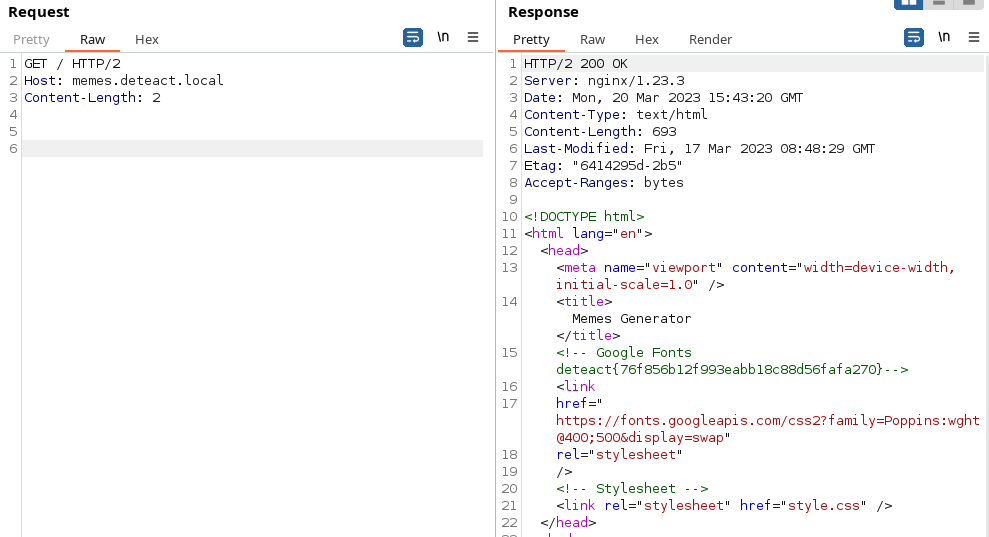 Request
Pretty Raw Hex
\n
1 GET / HTTP/2
2 Host: memes.deteact.local
3 Content-Length: 2
4
5
6
Response
Pretty Raw Hex Render
\n
1 HTTP/2 200 OK
2 Server: nginx/1.23.3
3 Date: Mon, 20 Mar 2023 15:43:20 GMT
4 Content-Type: text/html
5 Content-Length: 693
6 Last-Modified: Fri, 17 Mar 2023 08:48:29 GMT
7 Etag: "6414295d-2b5"
8 Accept-Ranges: bytes
9
10 <!DOCTYPE html>
11 <html lang="en">
12 <head>
13 <meta name="viewport" content="width=device-width,
initial-scale=1.0" />
14 <title>
Memes Generator
</title>
15 <!-- Google Fonts
deteact{76f856b12f993eabb18c88d56fafa270}-->
16 <link
17 href="
https://fonts.googleapis.com/css2?family=Poppins:wght
@400;500&display=swap"
18 rel="stylesheet"
19 />
20 <!-- Stylesheet -->
21 <link rel="stylesheet" href="style.css" />
22 </head>